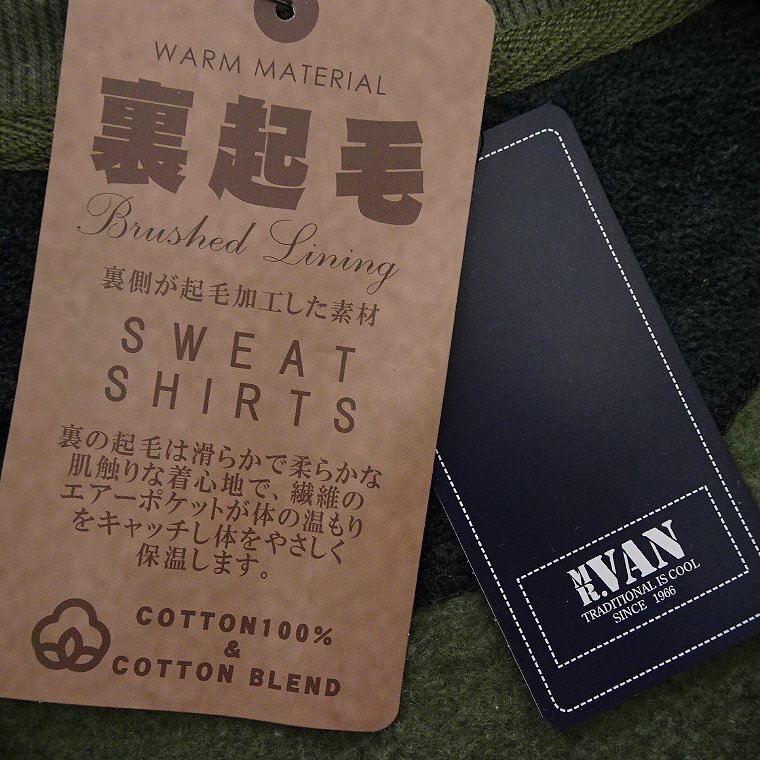 WARM MATERIAL
裏起毛
Brushed Lining
裏側が起毛加工した素材
SWEAT
SHIRTS
裏の起毛は滑らかで柔らかな
肌触りな着心地で、繊維の
エアーポケットが体の温もり
をキャッチし体をやさしく
保温します。
COTTON100%
&
COTTON BLEND
MR.VAN
TRADITIONAL IS COOL
SINCE 1966